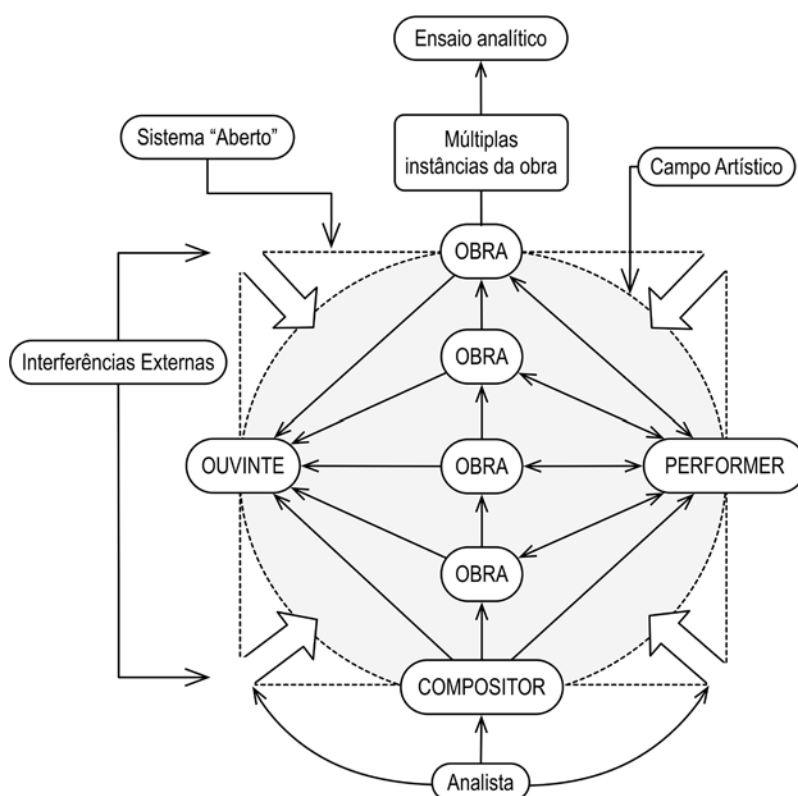 Ensaio analítico
Sistema “Aberto”
Múltiplas
instâncias da obra
Campo Artístico
OBRA
OBRA
Interferências Externas
OUVINTE
OBRA
PERFORMER
OBRA
COMPOSITOR
Analista